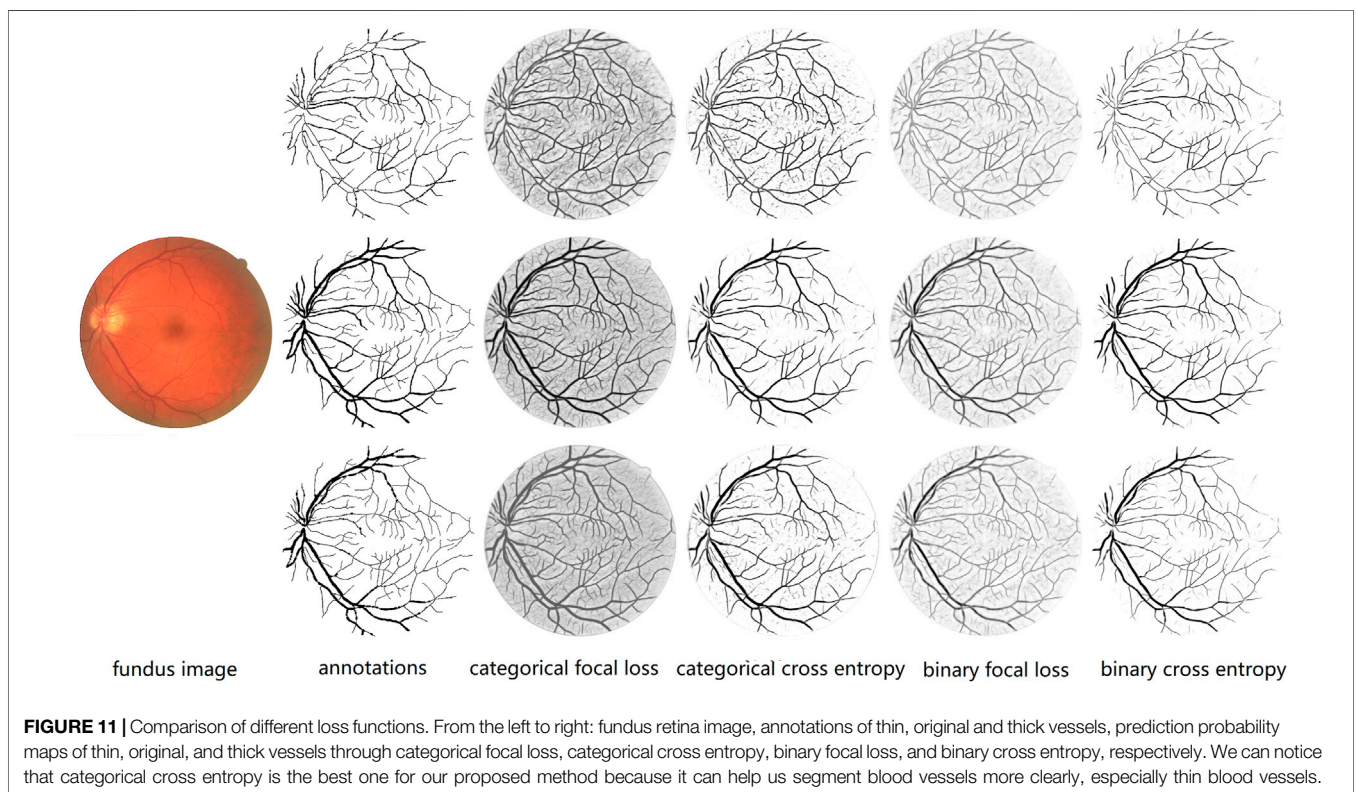 fundus image annotations categorical focal loss categorical cross entropy binary focal loss binary cross entropy
FIGURE 11 | Comparison of different loss functions. From the left to right: fundus retina image, annotations of thin, original and thick vessels, prediction probability
maps of thin, original, and thick vessels through categorical focal loss, categorical cross entropy, binary focal loss, and binary cross entropy, respectively. We can notice
that categorical cross entropy is the best one for our proposed method because it can help us segment blood vessels more clearly, especially thin blood vessels.